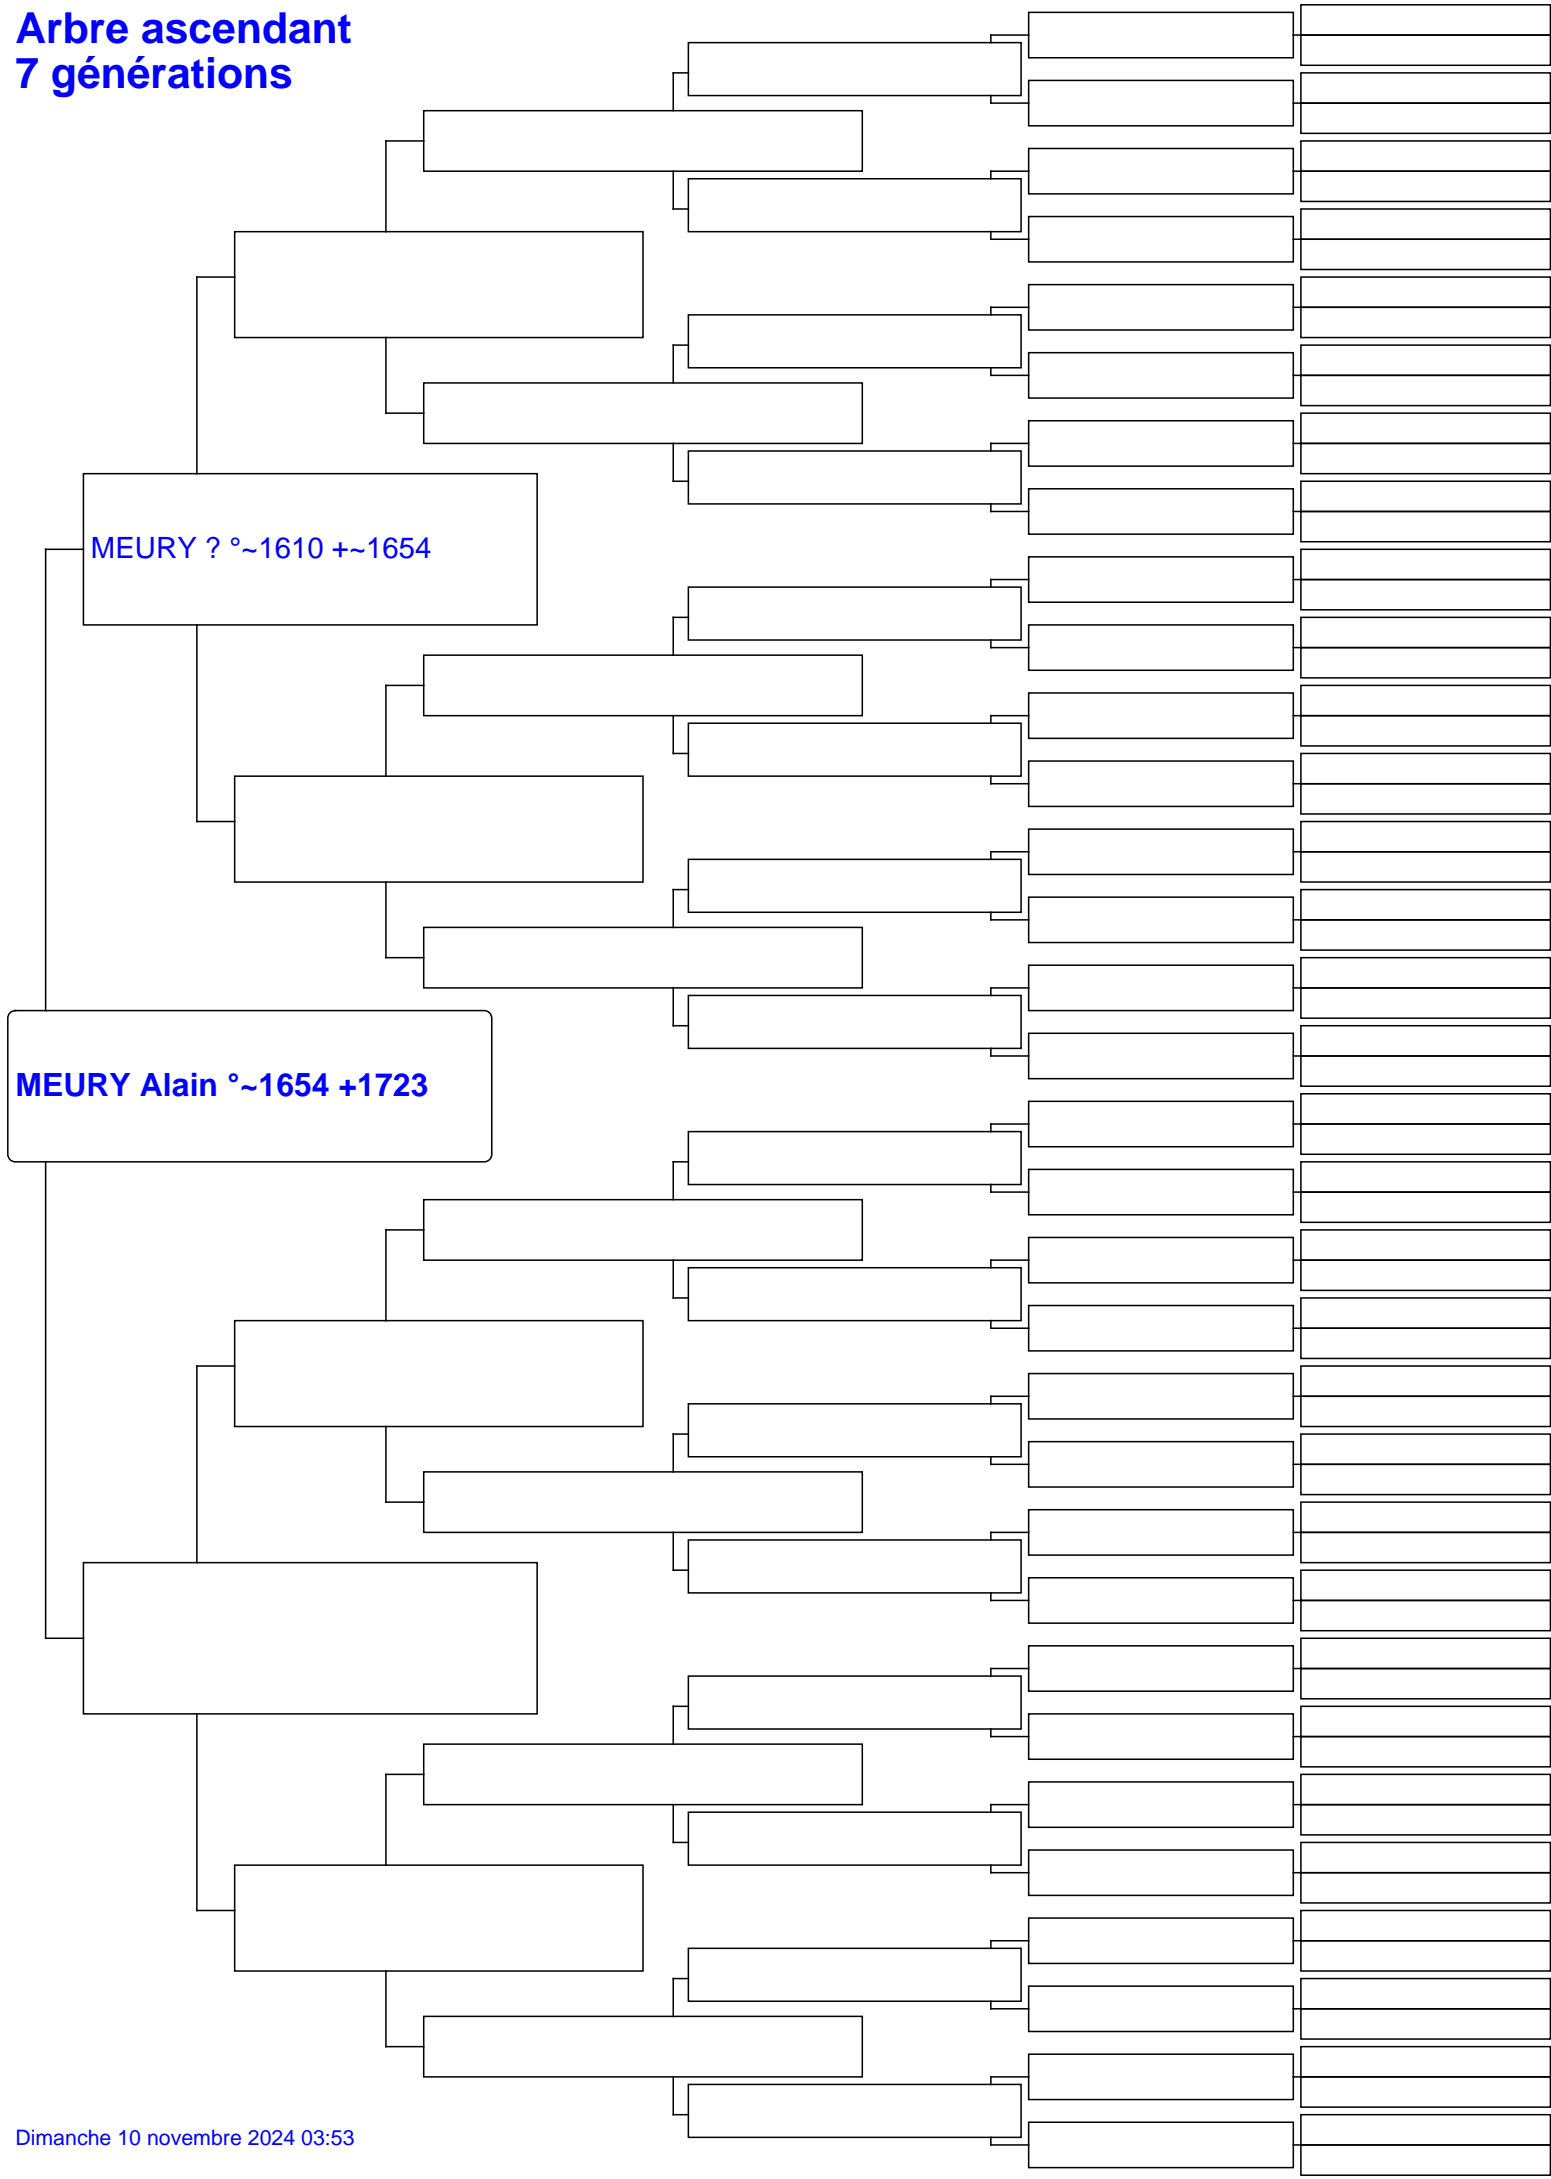 Arbre ascendant
7 générations
MEURY ? °~1610 +~1654
MEURY Alain °~1654 +1723
Dimanche 10 novembre 2024 03:53